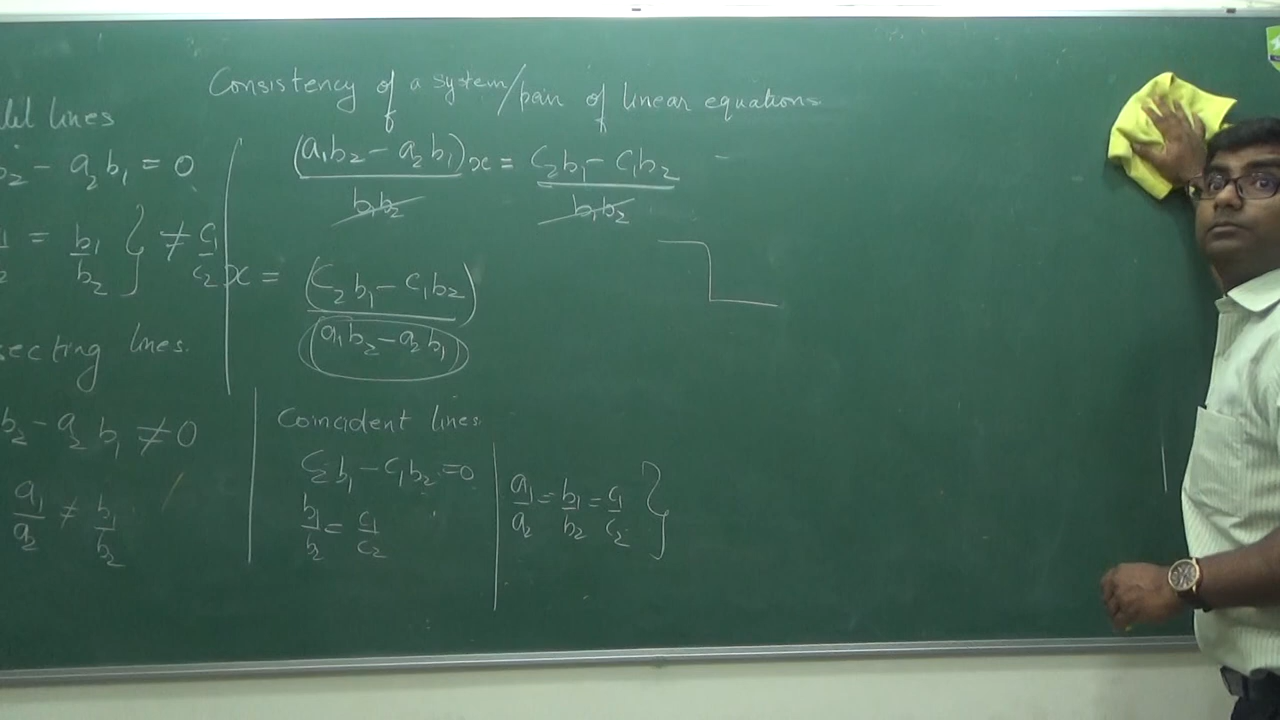 Consistency of a system/pair of linear equations
lines
b₂ - a₂b₁ = 0
= b₁/b₂ } ≠ c₁/c₂
secting lines.
b₂ - a₂b₁ ≠ 0
a₁/a₂ ≠ b₁/b₂
(a₁b₂ - a₂b₁)x/b₁b₂ = c₂b₁ - c₁b₂/b₁b₂
x = (c₂b₁ - c₁b₂)/(a₁b₂ - a₂b₁)
Coincident lines
c₂b₁ - c₁b₂ = 0
b₁/b₂ = c₁/c₂
a₁/a₂ = b₁/b₂ = c₁/c₂ }